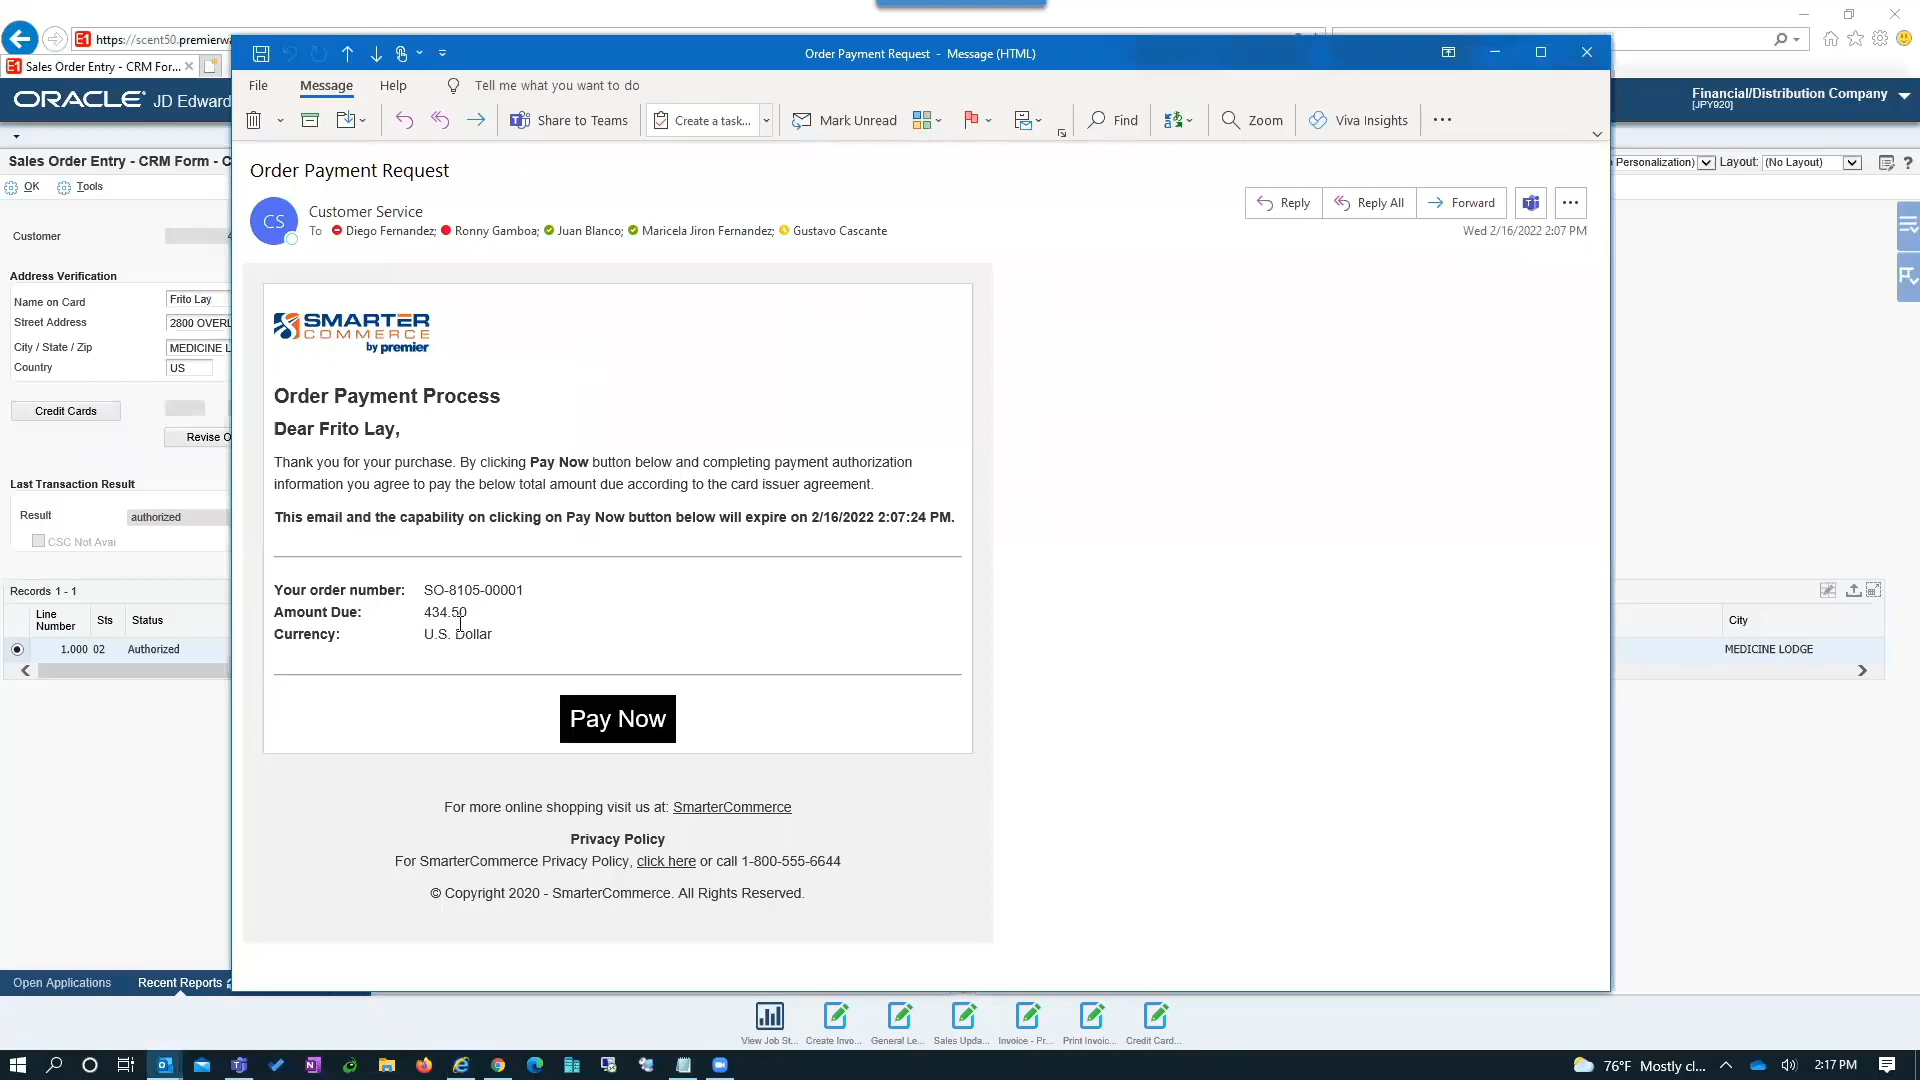 https://scent50.premierwa
Sales Order Entry - CRM For...
ORACLE JD Edward
Financial/Distribution Company
[JPY920]
Sales Order Entry - CRM Form - C
Personalization) Layout: (No Layout)
OK Tools
Customer
Address Verification
Name on Card Frito Lay
Street Address 2800 OVERL
City / State / Zip MEDICINE L
Country US
Credit Cards
Revise O
Last Transaction Result
Result authorized
CSC Not Avai
Records 1 - 1
Line Number Sts Status City
1.000 02 Authorized MEDICINE LODGE
Open Applications Recent Reports
Order Payment Request - Message (HTML)
File Message Help Tell me what you want to do
Share to Teams Create a task... Mark Unread Find Zoom Viva Insights
Order Payment Request
Reply Reply All Forward
CS
Customer Service
To Diego Fernandez; Ronny Gamboa; Juan Blanco; Maricela Jiron Fernandez; Gustavo Cascante
Wed 2/16/2022 2:07 PM
SMARTER
COMMERCE
by premier
Order Payment Process
Dear Frito Lay,
Thank you for your purchase. By clicking Pay Now button below and completing payment authorization
information you agree to pay the below total amount due according to the card issuer agreement.
This email and the capability on clicking on Pay Now button below will expire on 2/16/2022 2:07:24 PM.
Your order number: SO-8105-00001
Amount Due: 434.50
Currency: U.S. Dollar
Pay Now
For more online shopping visit us at: SmarterCommerce
Privacy Policy
For SmarterCommerce Privacy Policy, click here or call 1-800-555-6644
© Copyright 2020 - SmarterCommerce. All Rights Reserved.
View Job St... Create Invo... General Le... Sales Upda... Invoice - Pr... Print Invoic... Credit Card...
76°F Mostly cl... 2:17 PM